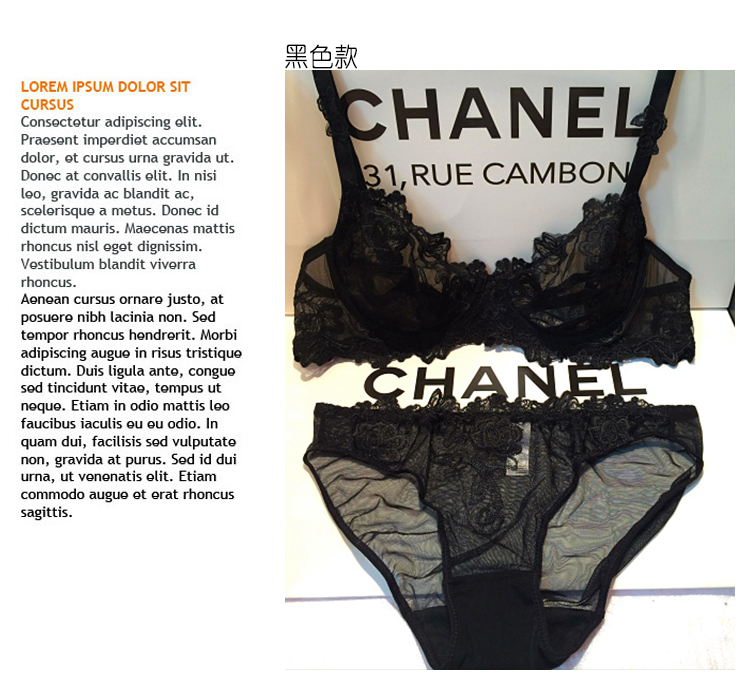 黑色款
LOREM IPSUM DOLOR SIT
CURSUS
Consectetur adipiscing elit.
Praesent imperdiet accumsan
dolor, et cursus urna gravida ut.
Donec at convallis elit. In nisi
leo, gravida ac blandit ac,
scelerisque a metus. Donec id
dictum mauris. Maecenas mattis
rhoncus nisl eget dignissim.
Vestibulum blandit viverra
rhoncus.
Aenean cursus ornare justo, at
posuere nibh lacinia non. Sed
tempor rhoncus hendrerit. Morbi
adipiscing augue in risus tristique
dictum. Duis ligula ante, congue
sed tincidunt vitae, tempus ut
neque. Etiam in odio mattis leo
faucibus iaculis eu eu odio. In
quam dui, facilisis sed vulputate
non, gravida at purus. Sed id dui
urna, ut venenatis elit. Etiam
commodo augue et erat rhoncus
sagittis.
CHANEL
31, RUE CAMBON
CHANEL